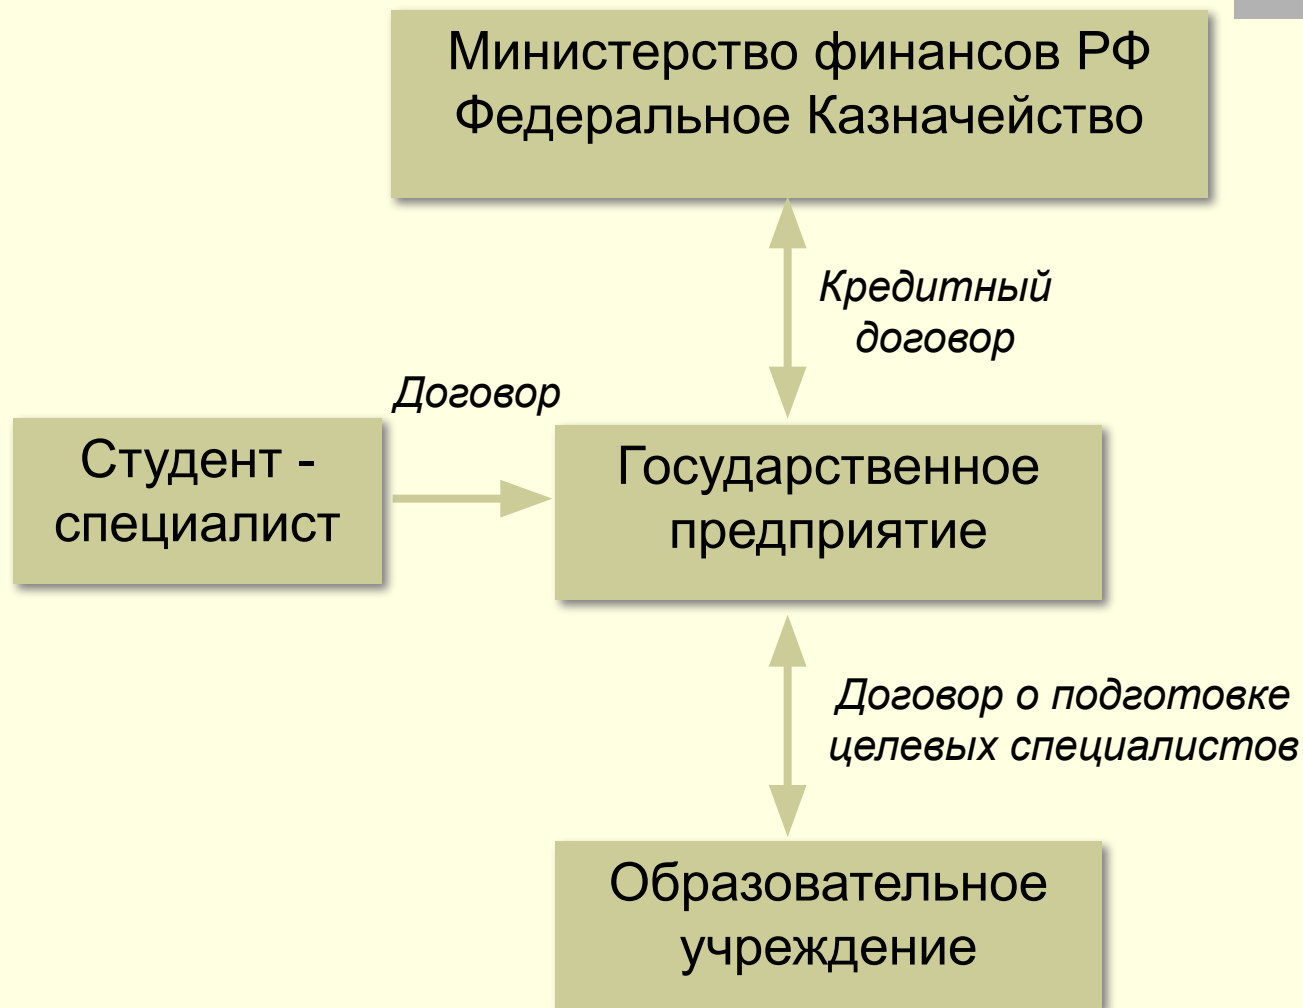 Министерство финансов РФ
Федеральное Казначейство
Кредитный
договор
Договор
Студент -
специалист
Государственное
предприятие
Договор о подготовке
целевых специалистов
Образовательное
учреждение